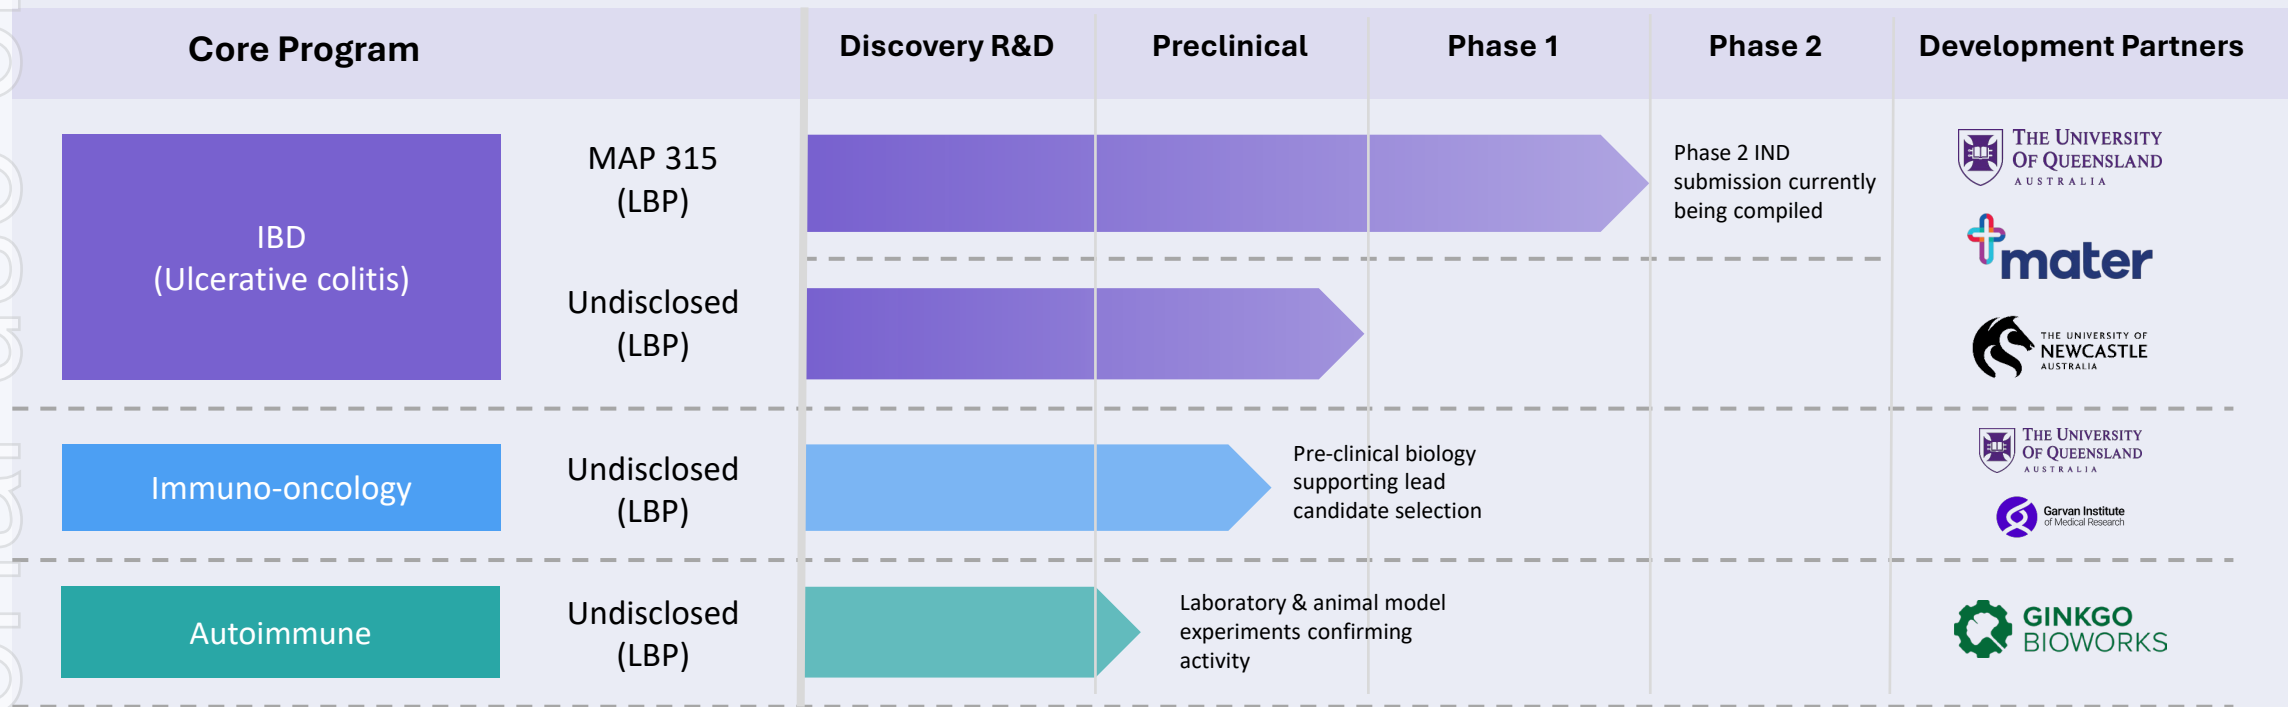 Core Program
Discovery R&D
Preclinical
Phase 1
Phase 2
Development Partners
IBD
(Ulcerative colitis)
MAP 315
(LBP)
Phase 2 IND
submission currently
being compiled
THE UNIVERSITY
OF QUEENSLAND
AUSTRALIA
mater
Undisclosed
(LBP)
THE UNIVERSITY OF
NEWCASTLE
AUSTRALIA
Immuno-oncology
Undisclosed
(LBP)
Pre-clinical biology
supporting lead
candidate selection
THE UNIVERSITY
OF QUEENSLAND
AUSTRALIA
Garvan Institute
of Medical Research
Autoimmune
Undisclosed
(LBP)
Laboratory & animal model
experiments confirming
activity
GINKGO
BIOWORKS